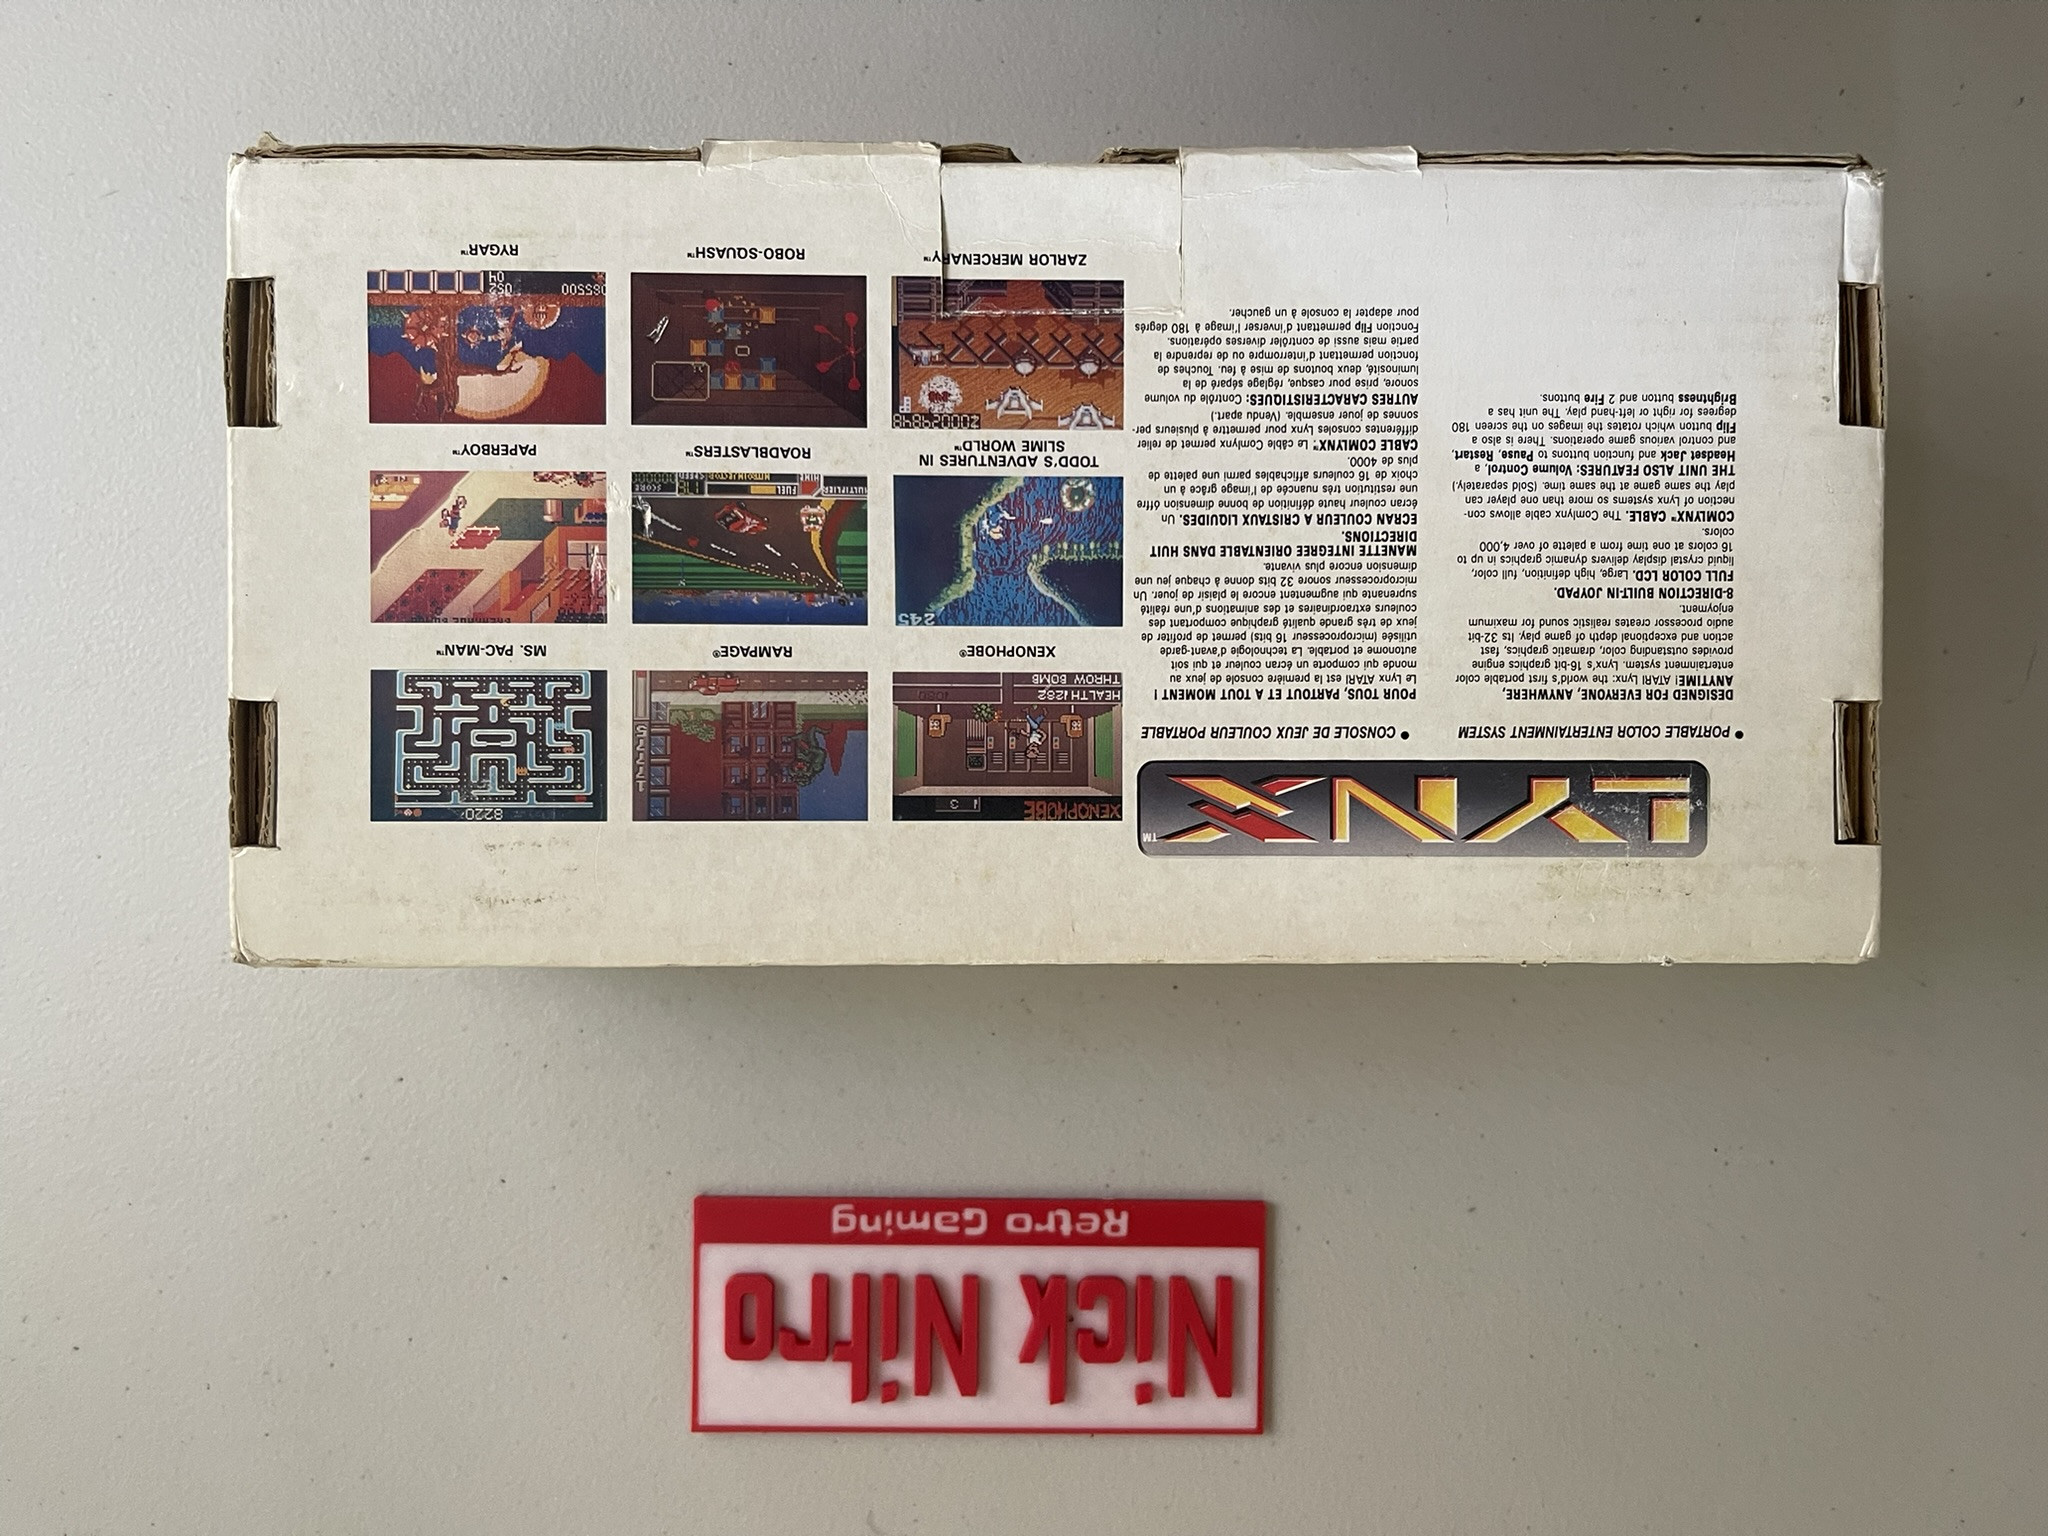 Nick Nitro
Retro Gaming
LYNX™
• PORTABLE COLOR ENTERTAINMENT SYSTEM
DESIGNED FOR EVERYONE, ANYWHERE,
ANYTIME! ATARI Lynx: the world's first portable color
entertainment system. Lynx's 16-bit graphics engine
provides outstanding color, dramatic graphics, fast
action and exceptional depth of game play. Its 32-bit
audio processor creates realistic sound for maximum
enjoyment.
8-DIRECTION BUILT-IN JOYPAD.
FULL COLOR LCD. Large, high definition, full color,
liquid crystal display delivers dynamic graphics in up to
16 colors at one time from a palette of over 4,000
colors.
COMLYNX™ CABLE. The Comlynx cable allows con-
nection of Lynx systems so more than one player can
play the same game at the same time. (Sold separately.)
THE UNIT ALSO FEATURES: Volume Control, a
Headset Jack and function buttons to Pause, Restart,
and control various game operations. There is also a
Flip button which rotates the images on the screen 180
degrees for right or left-hand play. The unit has a
Brightness button and 2 Fire buttons.
• CONSOLE DE JEUX COULEUR PORTABLE
POUR TOUS, PARTOUT ET A TOUT MOMENT !
Le Lynx ATARI est la première console de jeux au
monde qui comporte un écran couleur et qui soit
autonome et portable. La technologie d'avant-garde
utilisée (microprocesseur 16 bits) permet de profiter de
jeux de très grande qualité graphique comportant des
couleurs extraordinaires et des animations d'une réalité
suprenante qui augmentent encore le plaisir de jouer. Un
microprocesseur sonore 32 bits donne à chaque jeu une
dimension encore plus vivante.
MANETTE INTEGREE ORIENTABLE DANS HUIT
DIRECTIONS.
ECRAN COULEUR A CRISTAUX LIQUIDES. Un
écran couleur haute définition de bonne dimension offre
une restitution très nuancée de l'image grâce à un
choix de 16 couleurs affichables parmi une palette de
plus de 4000.
CABLE COMLYNX™ Le câble Comlynx permet de relier
différentes consoles Lynx pour permettre à plusieurs per-
sonnes de jouer ensemble. (Vendu apart.)
AUTRES CARACTERISTIQUES: Contrôle du volume
sonore, prise pour casque, réglage séparé de la
luminosité, deux boutons de mise à feu. Touches de
fonction permettant d'interrompre ou de reprendre la
partie mais aussi de contrôler diverses opérations.
Fonction Flip permettant d'inverser l'image à 180 degrés
pour adapter la console à un gaucher.
XENOPHOBE
HEALTH 1282
THROW BOMB
XENOPHOBE®
RAMPAGE®
8220
MS. PAC-MAN™
245
TODD'S ADVENTURES IN
SLIME WORLD™
MULTIPLIER
FUEL
SPEED
SCORE
ROADBLASTERS™
PAPERBOY™
ZARLOR MERCENARY™
ROBO-SQUASH™
085500
052
04
RYGAR™